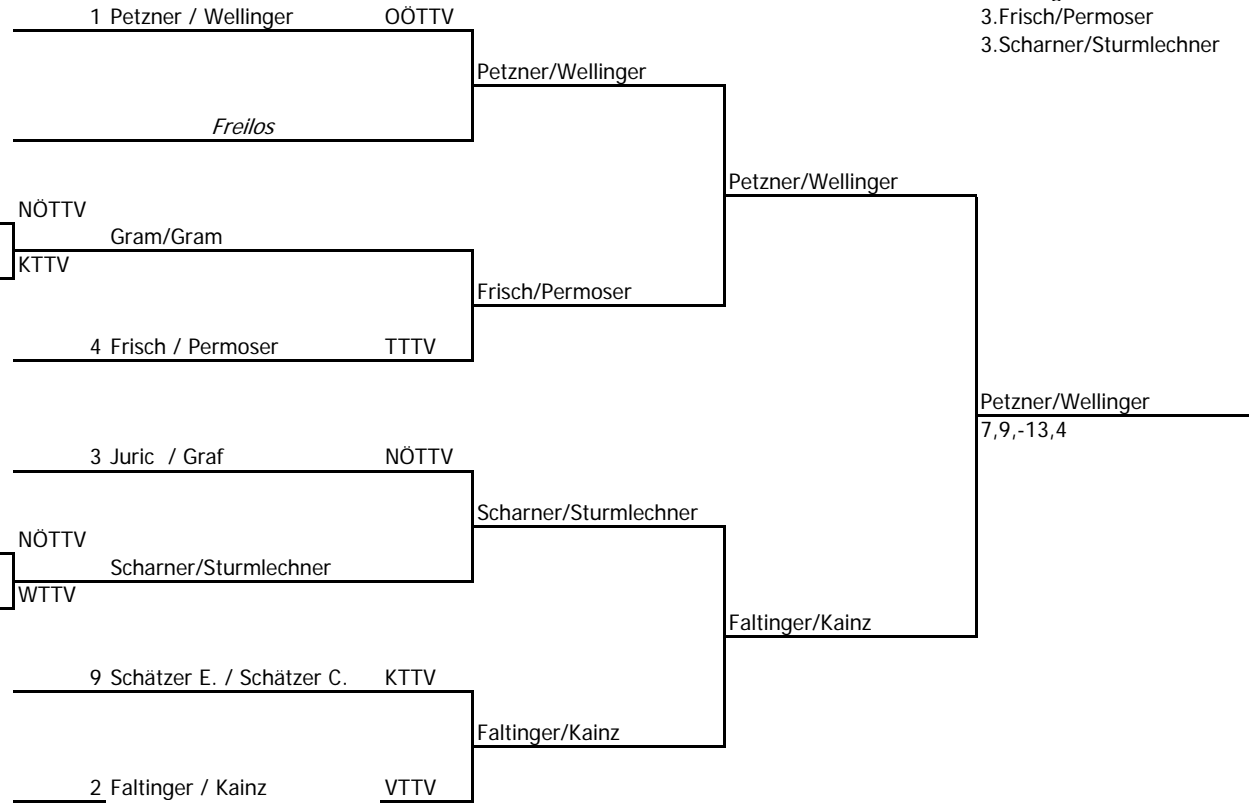 1 Petzner / Wellinger OÖTTV
3.Frisch/Permoser
3.Scharner/Sturmlechner
Petzner/Wellinger
Freilos
Petzner/Wellinger
NÖTTV
Gram/Gram
KTTV
Frisch/Permoser
4 Frisch / Permoser TTTV
Petzner/Wellinger
7,9,-13,4
3 Juric / Graf NÖTTV
Scharner/Sturmlechner
NÖTTV
Scharner/Sturmlechner
WTTV
Faltinger/Kainz
9 Schätzer E. / Schätzer C. KTTV
Faltinger/Kainz
2 Faltinger / Kainz VTTV